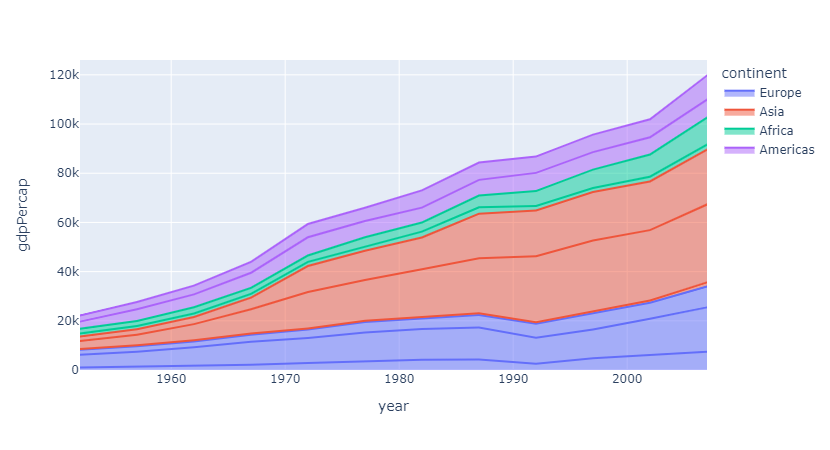 continent
Europe
Asia
Africa
Americas
120k
100k
80k
60k
40k
20k
0
gdpPercap
1960
1970
1980
1990
2000
year